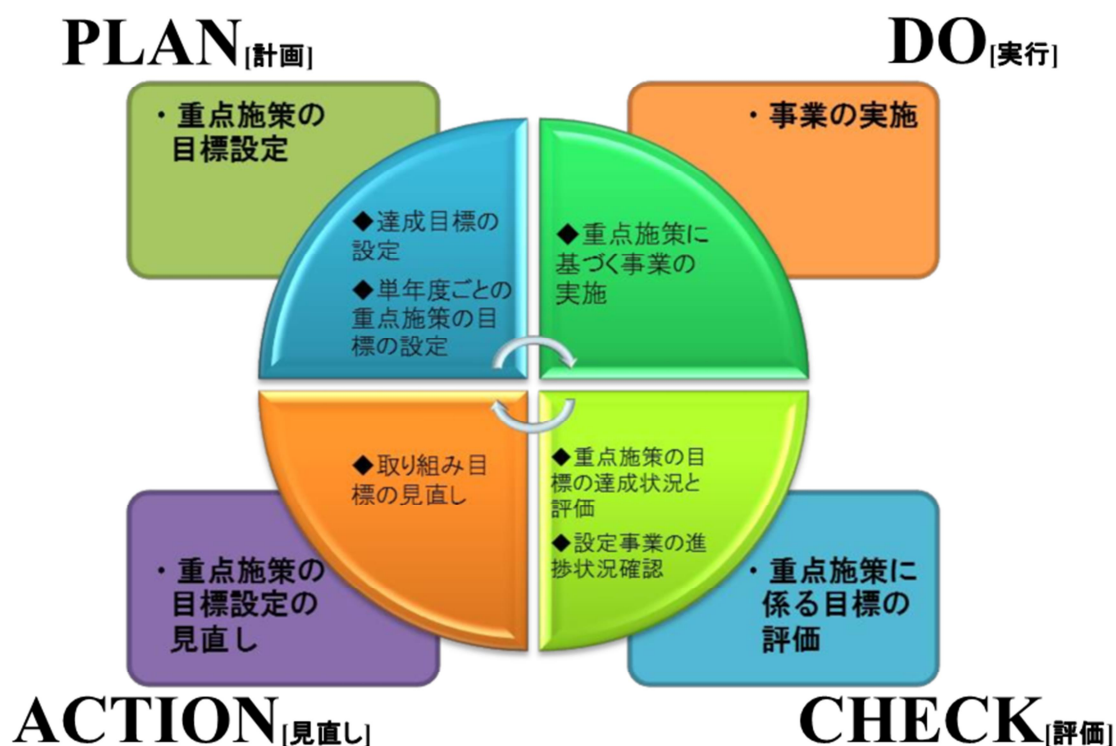 PLAN[計画]
・重点施策の
目標設定
◆達成目標の
設定
◆単年度ごとの
重点施策の目
標の設定
DO[実行]
・事業の実施
◆重点施策に
基づく事業の
実施
◆取り組み目
標の見直し
・重点施策の
目標設定の
見直し
ACTION[見直し]
◆重点施策の目
標の達成状況と
評価
◆設定事業の進
捗状況確認
・重点施策に
係る目標の
評価
CHECK[評価]